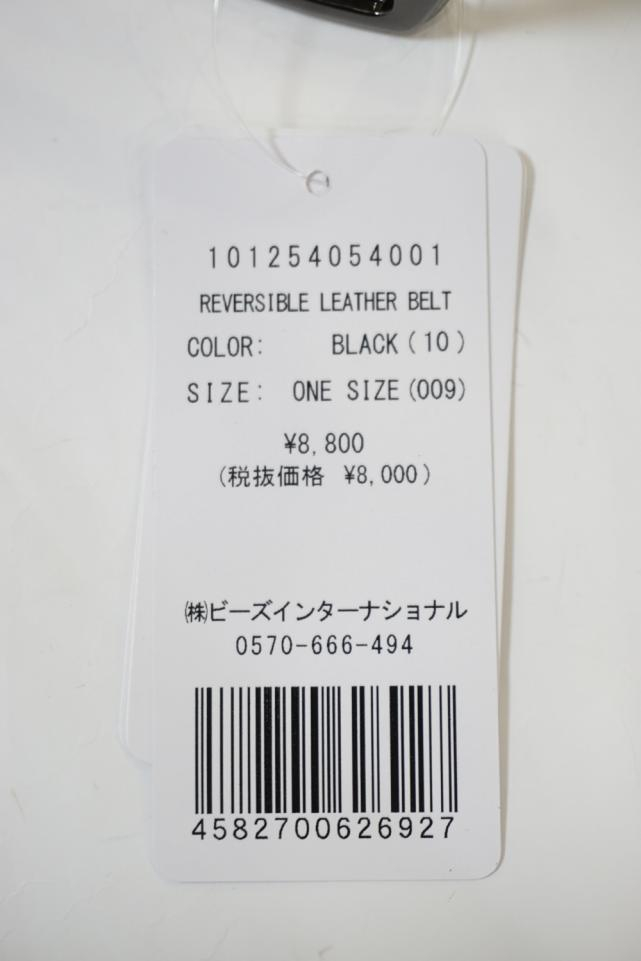 101254054001
REVERSIBLE LEATHER BELT
COLOR: BLACK(10)
SIZE: ONE SIZE(009)
¥8,800
(税抜価格 ¥8,000)
㈱ビーズインターナショナル
0570-666-494
4582700626927